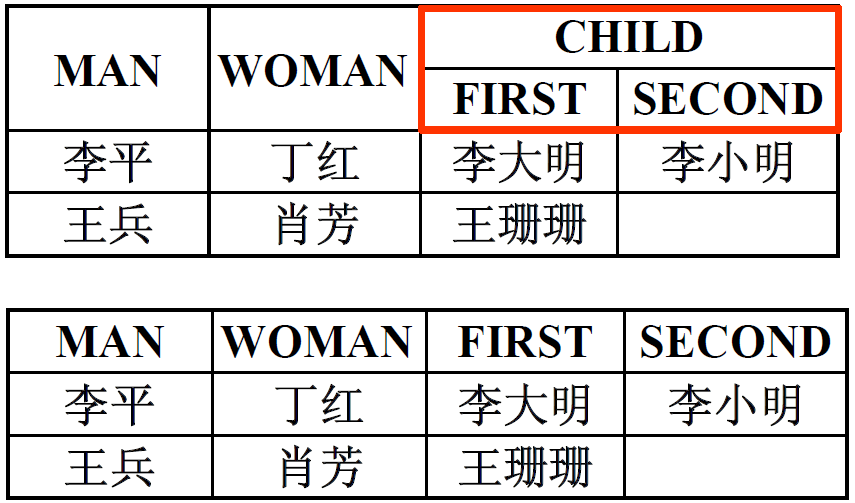 MAN WOMAN CHILD
FIRST SECOND
李平 丁红 李大明 李小明
王兵 肖芳 王珊珊
MAN WOMAN FIRST SECOND
李平 丁红 李大明 李小明
王兵 肖芳 王珊珊